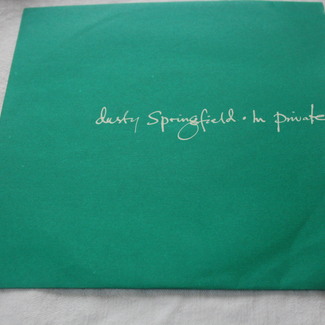 dusty Springfield • In private